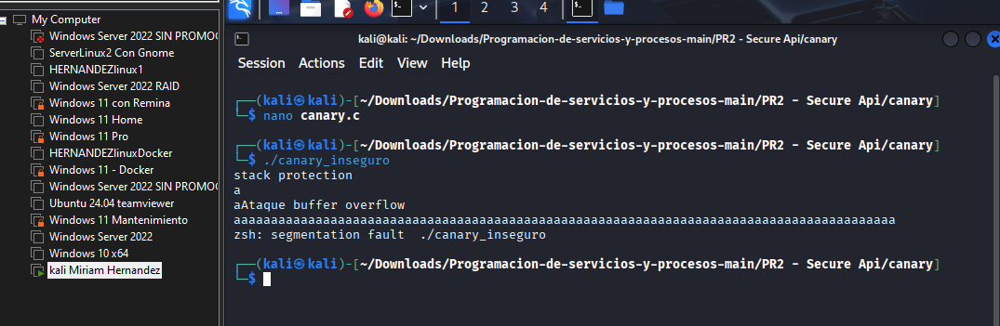 My Computer
Windows Server 2022 SIN PROMOC
ServerLinux2 Con Gnome
HERNANDEZlinux1
Windows Server 2022 RAID
Windows 11 con Remina
Windows 11 Home
Windows 11 Pro
HERNANDEZlinuxDocker
Windows 11 - Docker
Windows Server 2022 SIN PROMOC
Ubuntu 24.04 teamviewer
Windows 11 Mantenimiento
Windows Server 2022
Windows 10 x64
kali Miriam Hernandez
1 2 3 4
kali@kali: ~/Downloads/Programacion-de-servicios-y-procesos-main/PR2 - Secure Api/canary
Session Actions Edit View Help
┌──(kali㉿kali)-[~/Downloads/Programacion-de-servicios-y-procesos-main/PR2 - Secure Api/canary]
└─$ nano canary.c
┌──(kali㉿kali)-[~/Downloads/Programacion-de-servicios-y-procesos-main/PR2 - Secure Api/canary]
└─$ ./canary_inseguro
stack protection
a
aAtaque buffer overflow
aaaaaaaaaaaaaaaaaaaaaaaaaaaaaaaaaaaaaaaaaaaaaaaaaaaaaaaaaaaaaaaaaaaaaaaaaaaaaaaaaaaaaaaaa
zsh: segmentation fault  ./canary_inseguro
┌──(kali㉿kali)-[~/Downloads/Programacion-de-servicios-y-procesos-main/PR2 - Secure Api/canary]
└─$